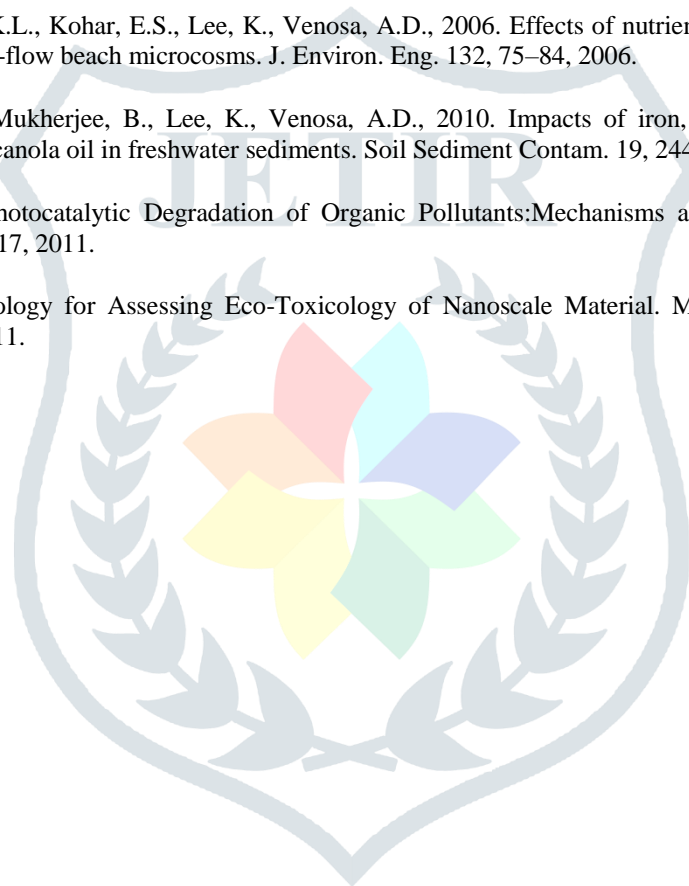 K.L., Kohar, E.S., Lee, K., Venosa, A.D., 2006. Effects of nutrien
-flow beach microcosms. J. Environ. Eng. 132, 75–84, 2006.
Mukherjee, B., Lee, K., Venosa, A.D., 2010. Impacts of iron,
canola oil in freshwater sediments. Soil Sediment Contam. 19, 244
JETIR
hotocatalytic Degradation of Organic Pollutants:Mechanisms a
17, 2011.
ology for Assessing Eco-Toxicology of Nanoscale Material. M
11.